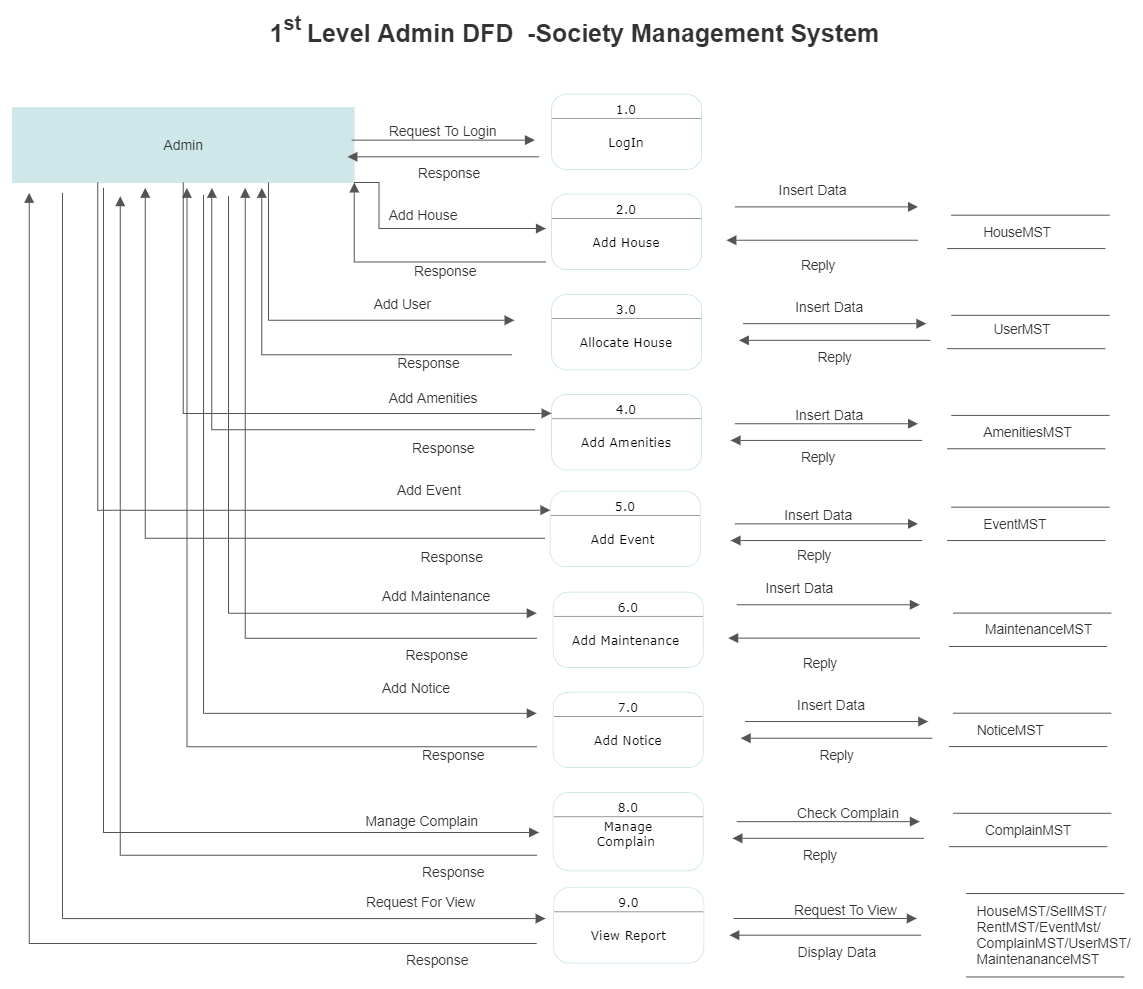 1st Level Admin DFD -Society Management System
Admin
Request To Login
Response
1.0
LogIn
Add House
Response
2.0
Add House
Insert Data
Reply
HouseMST
Add User
Response
3.0
Allocate House
Insert Data
Reply
UserMST
Add Amenities
Response
4.0
Add Amenities
Insert Data
Reply
AmenitiesMST
Add Event
Response
5.0
Add Event
Insert Data
Reply
EventMST
Add Maintenance
Response
6.0
Add Maintenance
Insert Data
Reply
MaintenanceMST
Add Notice
Response
7.0
Add Notice
Insert Data
Reply
NoticeMST
Manage Complain
Response
8.0
Manage
Complain
Check Complain
Reply
ComplainMST
Request For View
Response
9.0
View Report
Request To View
Display Data
HouseMST/SellMST/
RentMST/EventMst/
ComplainMST/UserMST/
MaintenananceMST